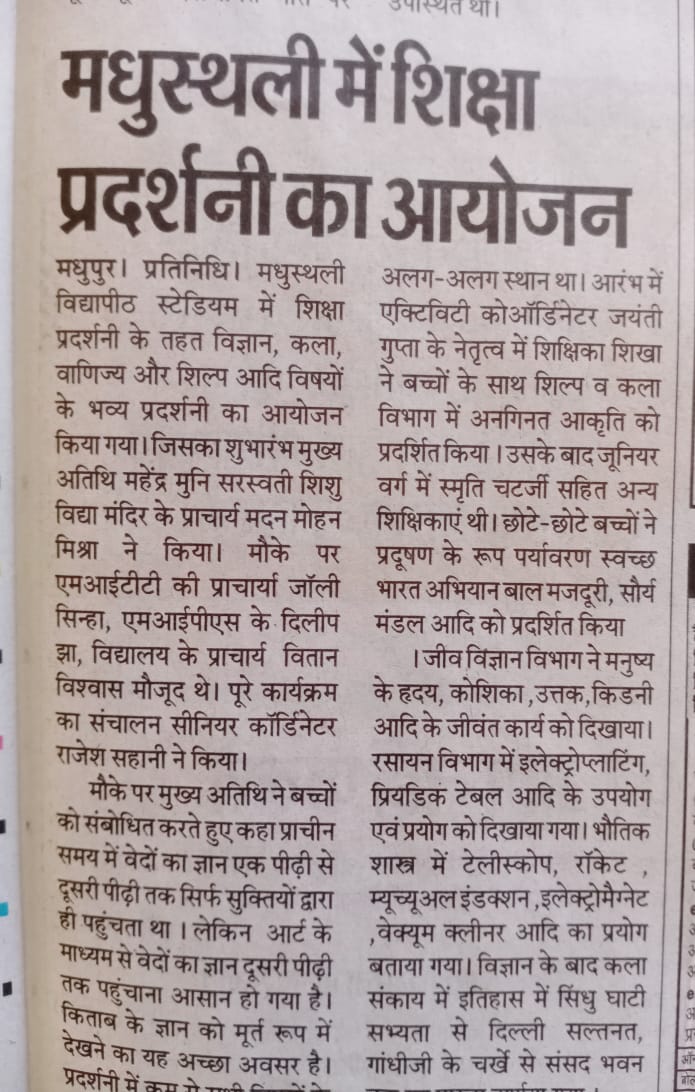 उपस्थित थी।
मधुस्थली में शिक्षा
प्रदर्शनी का आयोजन
मधुपुर। प्रतिनिधि। मधुस्थली
विद्यापीठ स्टेडियम में शिक्षा
प्रदर्शनी के तहत विज्ञान, कला,
वाणिज्य और शिल्प आदि विषयों
के भव्य प्रदर्शनी का आयोजन
किया गया। जिसका शुभारंभ मुख्य
अतिथि महेंद्र मुनि सरस्वती शिशु
विद्या मंदिर के प्राचार्य मदन मोहन
मिश्रा ने किया। मौके पर
एमआईटीटी की प्राचार्या जॉली
सिन्हा, एमआईपीएस के दिलीप
झा, विद्यालय के प्राचार्य वितान
विश्वास मौजूद थे। पूरे कार्यक्रम
का संचालन सीनियर कॉर्डिनेटर
राजेश सहानी ने किया।
मौके पर मुख्य अतिथि ने बच्चों
को संबोधित करते हुए कहा प्राचीन
समय में वेदों का ज्ञान एक पीढ़ी से
दूसरी पीढ़ी तक सिर्फ सुक्तियों द्वारा
ही पहुंचता था । लेकिन आर्ट के
माध्यम से वेदों का ज्ञान दूसरी पीढ़ी
तक पहुंचाना आसान हो गया है।
किताब के ज्ञान को मूर्त रूप में
देखने का यह अच्छा अवसर है।
प्रदर्शनी में कम से
अलग-अलग स्थान था। आरंभ में
एक्टिविटी कोऑर्डिनेटर जयंती
गुप्ता के नेतृत्व में शिक्षिका शिखा
ने बच्चों के साथ शिल्प व कला
विभाग में अनगिनत आकृति को
प्रदर्शित किया । उसके बाद जूनियर
वर्ग में स्मृति चटर्जी सहित अन्य
शिक्षिकाएं थी। छोटे-छोटे बच्चों ने
प्रदूषण के रूप पर्यावरण स्वच्छ
भारत अभियान बाल मजदूरी, सौर्य
मंडल आदि को प्रदर्शित किया
। जीव विज्ञान विभाग ने मनुष्य
के हृदय, कोशिका ,उत्तक,किडनी
आदि के जीवंत कार्य को दिखाया।
रसायन विभाग में इलेक्ट्रोप्लाटिंग,
प्रियडिक टेबल आदि के उपयोग
एवं प्रयोग को दिखाया गया। भौतिक
शास्त्र में टेलीस्कोप, रॉकेट ,
म्यूच्यूअल इंडक्शन ,इलेक्ट्रोमैग्नेट
,वेक्यूम क्लीनर आदि का प्रयोग
बताया गया। विज्ञान के बाद कला
संकाय में इतिहास में सिंधु घाटी
सभ्यता से दिल्ली सल्तनत,
गांधीजी के चर्खे से संसद भवन